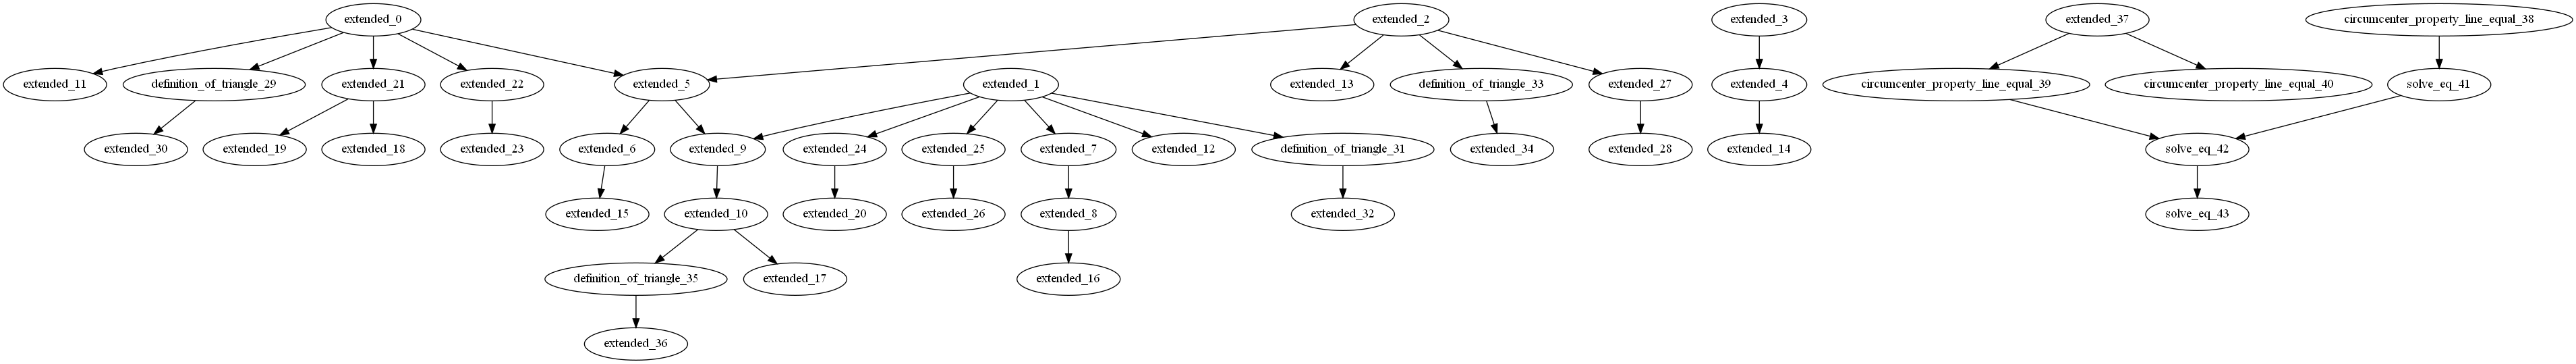 extended_0
extended_2
extended_3
extended_37
circumcenter_property_line_equal_38
extended_11
definition_of_triangle_29
extended_21
extended_22
extended_5
extended_1
extended_13
definition_of_triangle_33
extended_27
extended_4
circumcenter_property_line_equal_39
circumcenter_property_line_equal_40
solve_eq_41
extended_30
extended_19
extended_18
extended_23
extended_6
extended_9
extended_24
extended_25
extended_7
extended_12
definition_of_triangle_31
extended_34
extended_28
extended_14
solve_eq_42
extended_15
extended_10
extended_20
extended_26
extended_8
extended_32
solve_eq_43
definition_of_triangle_35
extended_17
extended_16
extended_36